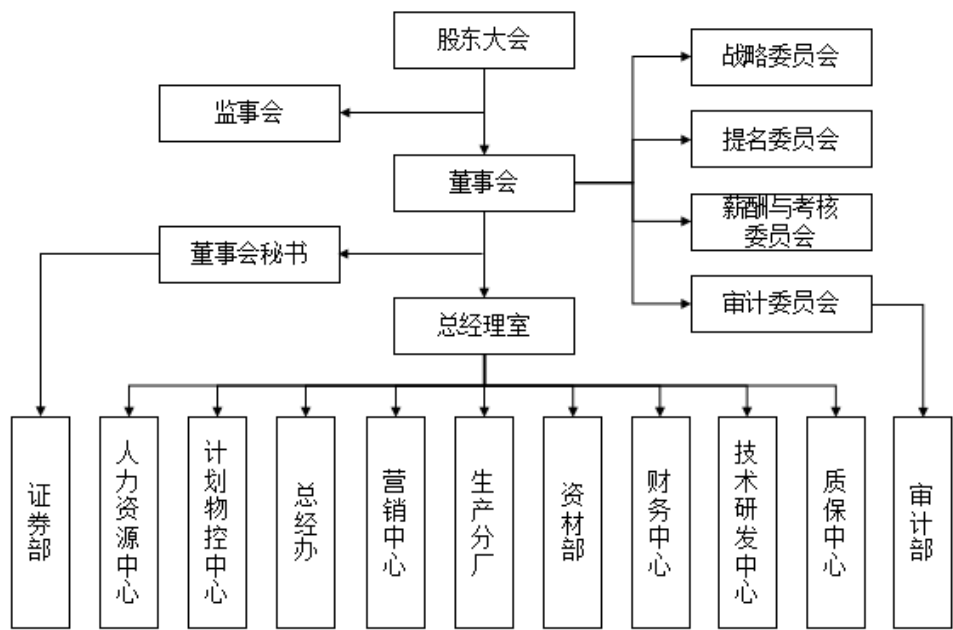 股东大会
战略委员会
监事会
提名委员会
董事会
薪酬与考核
委员会
董事会秘书
审计委员会
总经理室
证券部
人力资源中心
计划物控中心
总经办
营销中心
生产分厂
资材部
财务中心
技术研发中心
质保中心
审计部